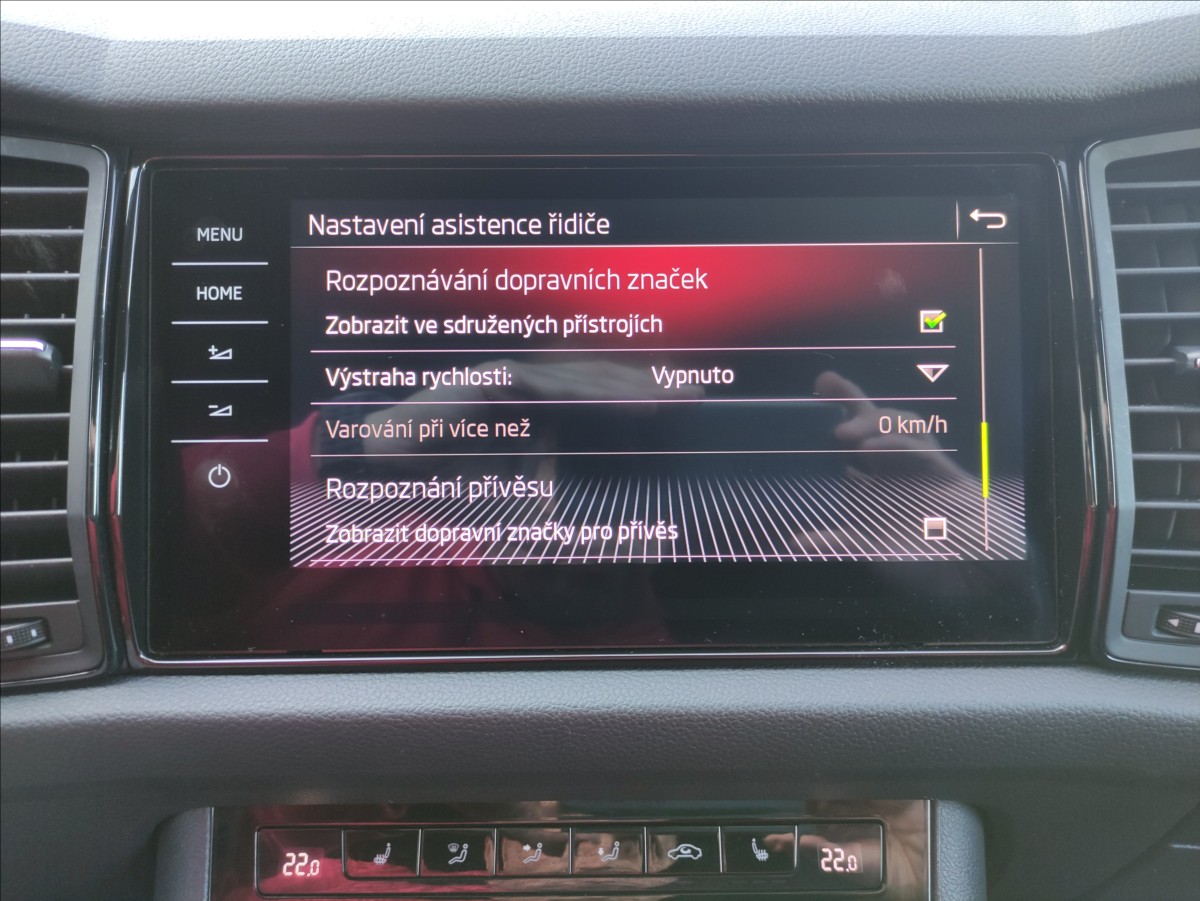 MENU
HOME
Nastavení asistence řidiče
Rozpoznávání dopravních značek
Zobrazit ve sdružených přístrojích
Výstraha rychlosti: Vypnuto
Varování při více než 0 km/h
Rozpoznání přívěsu
Zobrazit dopravní značky pro přívěs
22.0
22.0